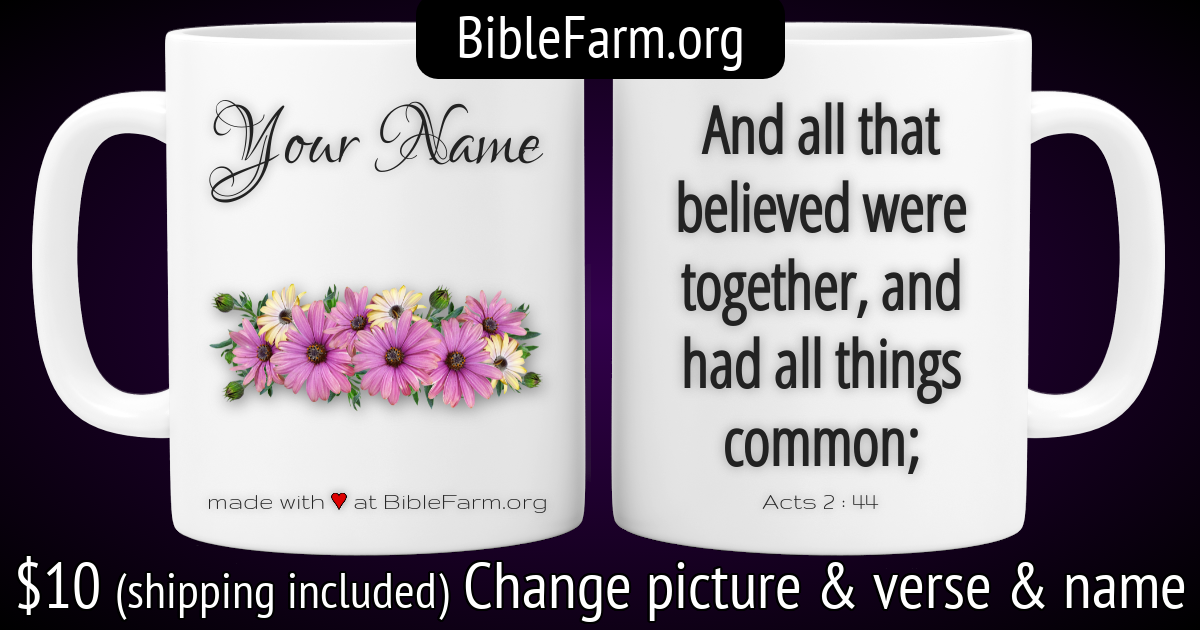 BibleFarm.org
Your Name
made with ♥ at BibleFarm.org
And all that
believed were
together, and
had all things
common;
Acts 2 : 44
$10 (shipping included) Change picture & verse & name